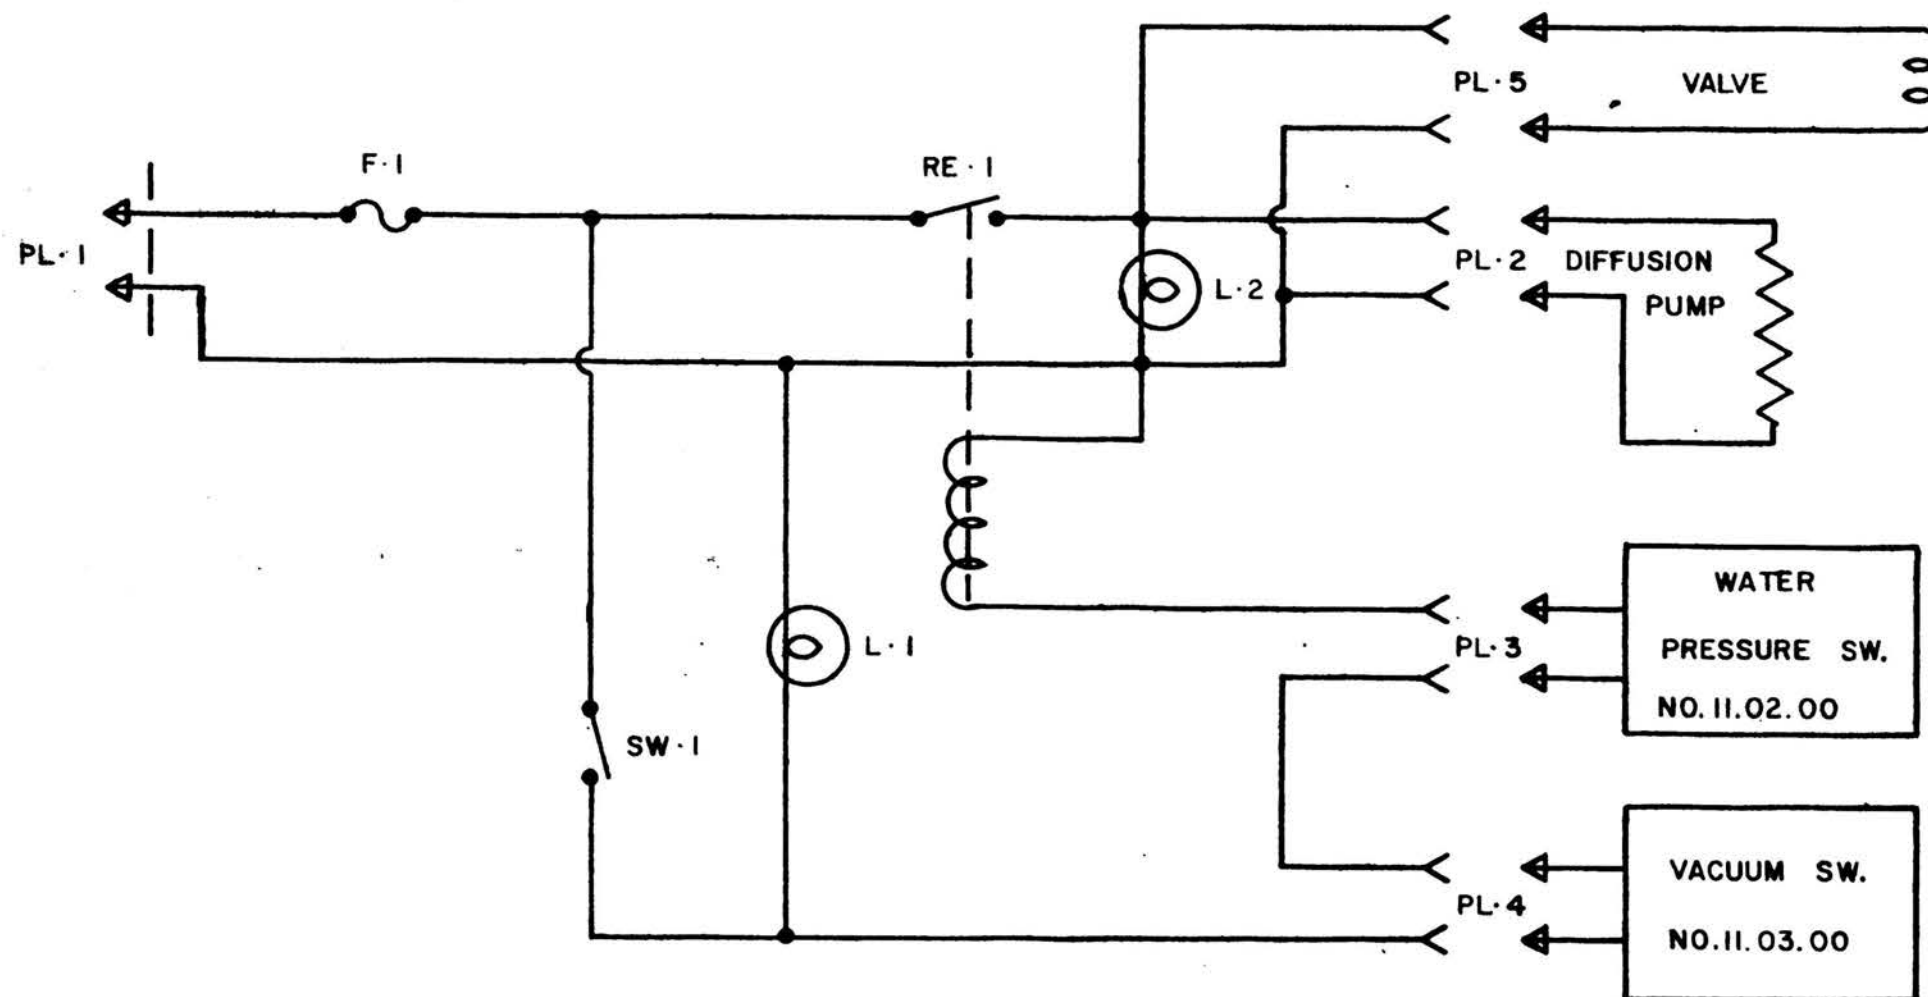 PL·5
VALVE
F·1
RE·1
PL·1
PL·2
DIFFUSION
PUMP
L·2
WATER
PRESSURE SW.
NO.11.02.00
PL·3
L·1
SW·1
VACUUM SW.
NO.11.03.00
PL·4